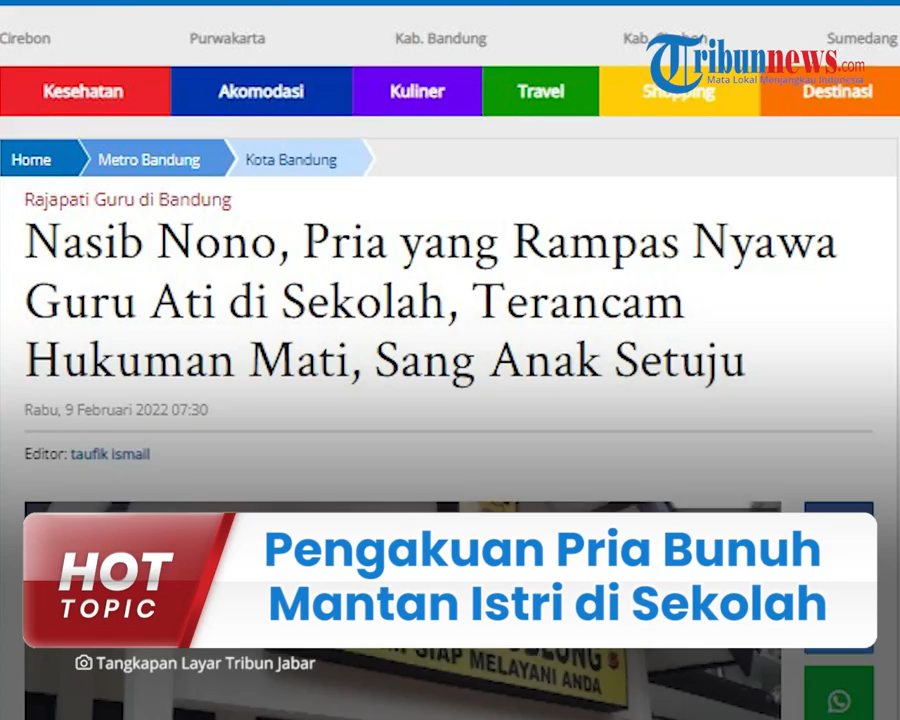 Cirebon Purwakarta Kab. Bandung Kab. Cirebon Sumedang
Tribunnews.com
Mata Lokal Menjangkau Indonesia
Kesehatan Akomodasi Kuliner Travel Shopping Destinasi
Home Metro Bandung Kota Bandung
Rajapati Guru di Bandung
Nasib Nono, Pria yang Rampas Nyawa
Guru Ati di Sekolah, Terancam
Hukuman Mati, Sang Anak Setuju
Rabu, 9 Februari 2022 07:30
Editor: taufik ismail
HOT
TOPIC
Pengakuan Pria Bunuh
Mantan Istri di Sekolah
Tangkapan Layar Tribun Jabar
SIAP MELAYANI ANDA